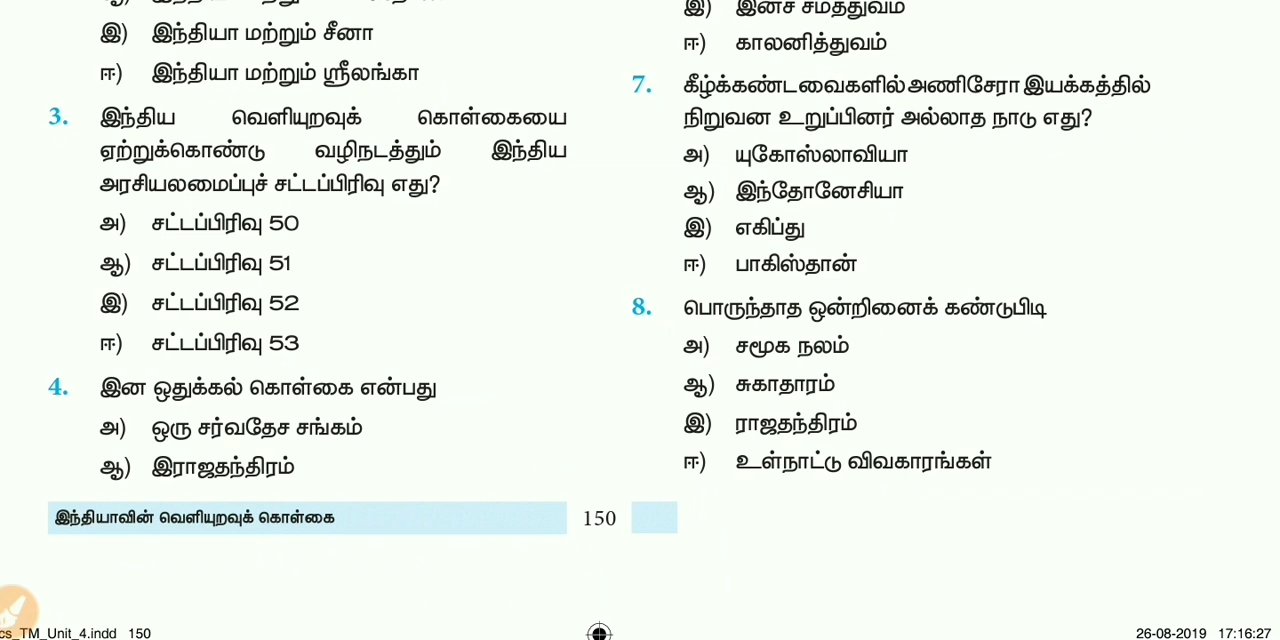 இ) இந்தியா மற்றும் சீனா
ஈ) இந்தியா மற்றும் ஸ்ரீலங்கா
3. இந்திய வெளியுறவுக் கொள்கையை
ஏற்றுக்கொண்டு வழிநடத்தும் இந்திய
அரசியலமைப்புச் சட்டப்பிரிவு எது?
அ) சட்டப்பிரிவு 50
ஆ) சட்டப்பிரிவு 51
இ) சட்டப்பிரிவு 52
ஈ) சட்டப்பிரிவு 53
4. இன ஒதுக்கல் கொள்கை என்பது
அ) ஒரு சர்வதேச சங்கம்
ஆ) இராஜதந்திரம்
இ) இனச் சமத்துவம்
ஈ) காலனித்துவம்
7. கீழ்க்கண்டவைகளில் அணிசேரா இயக்கத்தில்
நிறுவன உறுப்பினர் அல்லாத நாடு எது?
அ) யுகோஸ்லாவியா
ஆ) இந்தோனேசியா
இ) எகிப்து
ஈ) பாகிஸ்தான்
8. பொருந்தாத ஒன்றினைக் கண்டுபிடி
அ) சமூக நலம்
ஆ) சுகாதாரம்
இ) ராஜதந்திரம்
ஈ) உள்நாட்டு விவகாரங்கள்
இந்தியாவின் வெளியுறவுக் கொள்கை 150
cs_TM_Unit_4.indd 150 26-08-2019 17:16:27